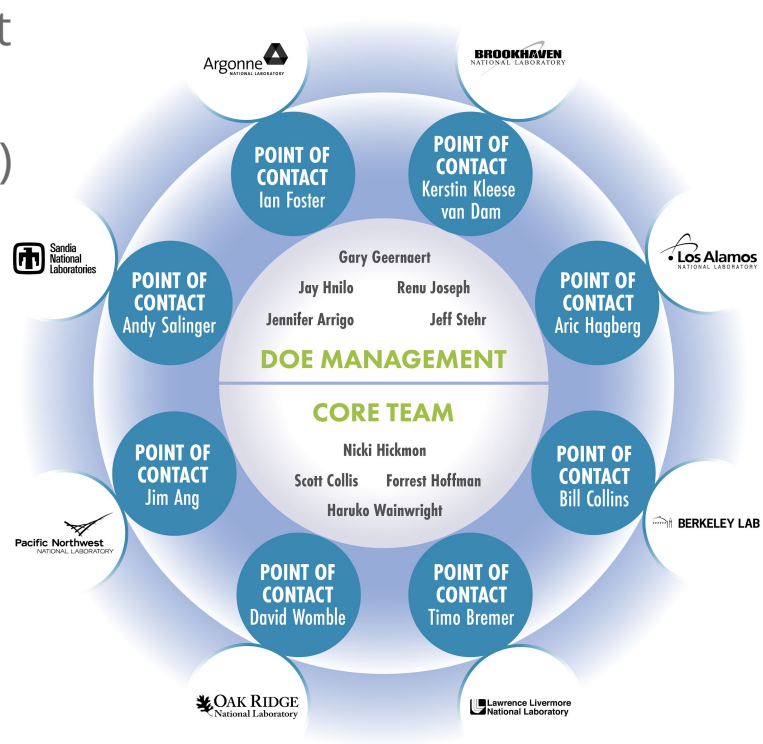 t
)
Argonne
NATIONAL LABORATORY
BROOKHAVEN
NATIONAL LABORATORY
POINT OF
CONTACT
Ian Foster
POINT OF
CONTACT
Kerstin Kleese
van Dam
Sandia
National
Laboratories
Los Alamos
NATIONAL LABORATORY
POINT OF
CONTACT
Andy Salinger
POINT OF
CONTACT
Aric Hagberg
Gary Geernaert
Jay Hnilo Renu Joseph
Jennifer Arrigo Jeff Stehr
DOE MANAGEMENT
CORE TEAM
Nicki Hickmon
Scott Collis Forrest Hoffman
Haruko Wainwright
POINT OF
CONTACT
Jim Ang
POINT OF
CONTACT
Bill Collins
Pacific Northwest
NATIONAL LABORATORY
BERKELEY LAB
POINT OF
CONTACT
David Womble
POINT OF
CONTACT
Timo Bremer
OAK RIDGE
National Laboratory
Lawrence Livermore
National Laboratory